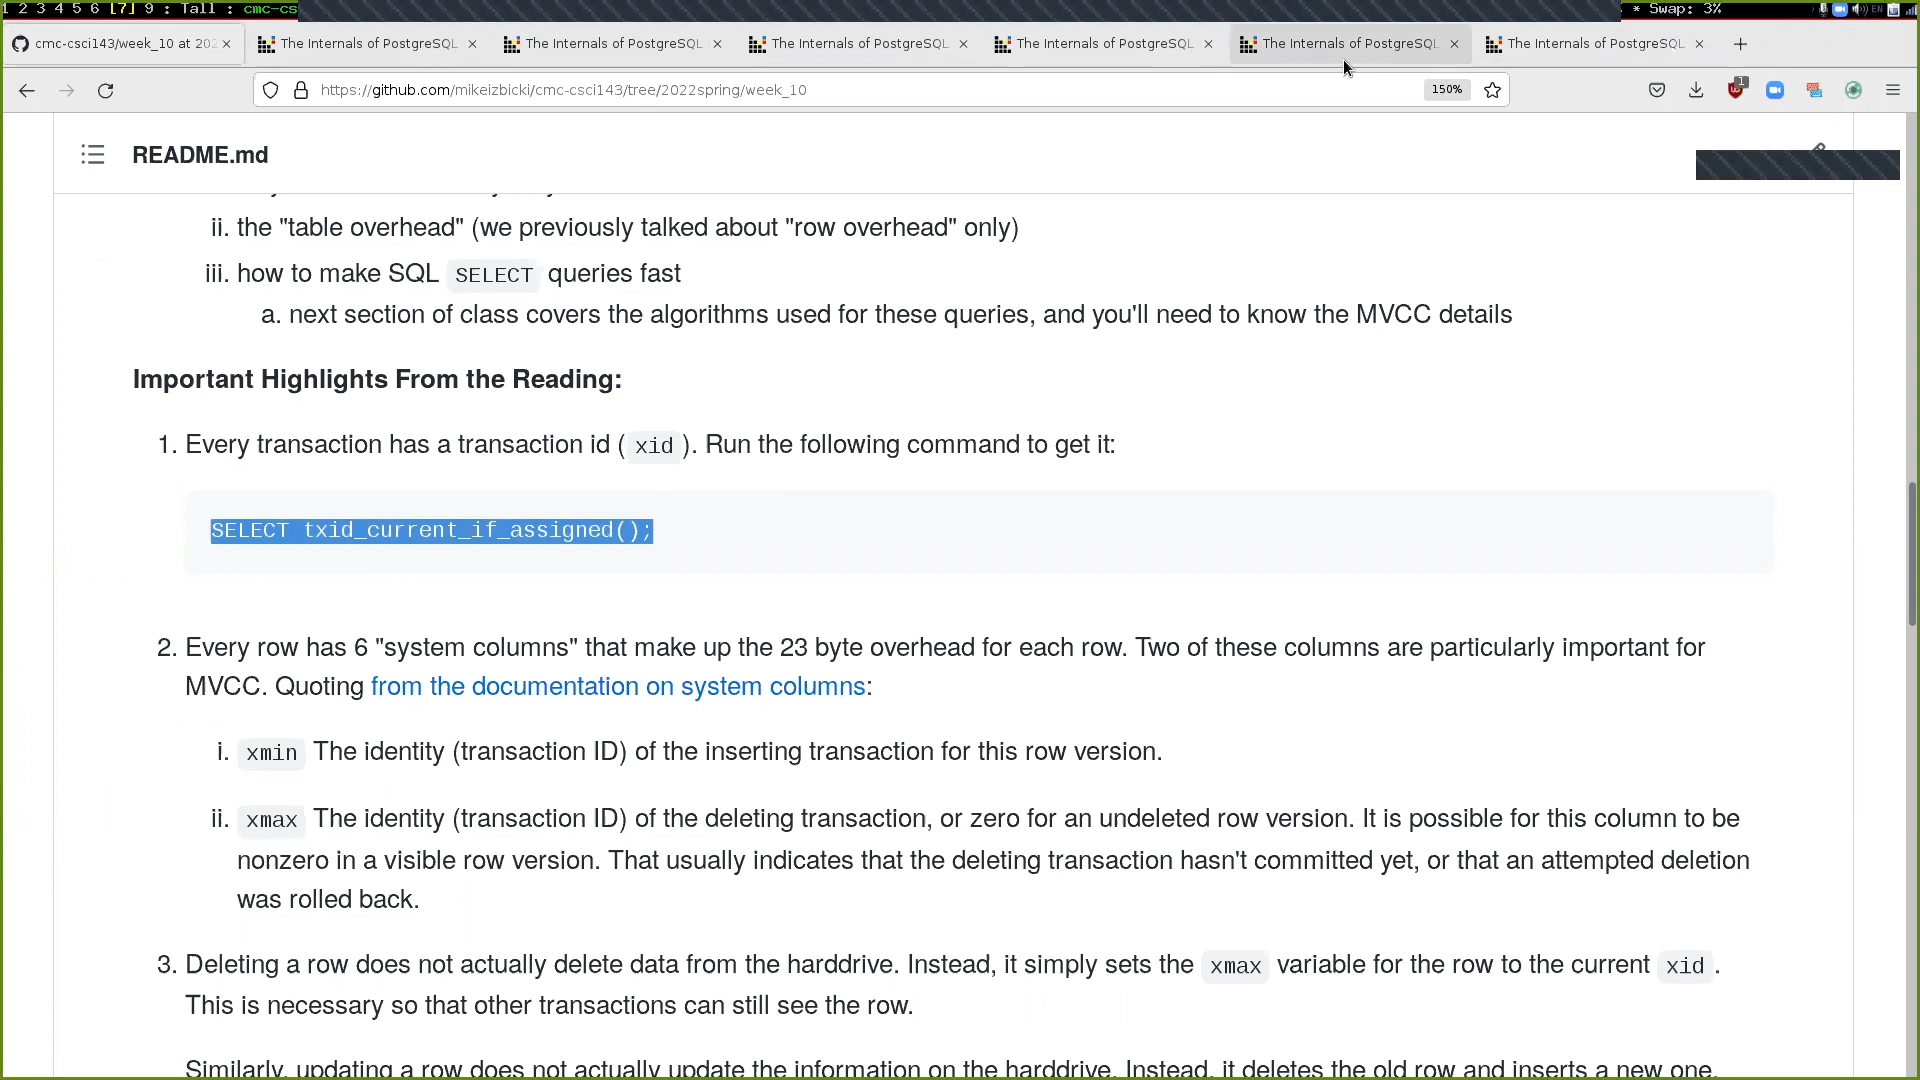 1 2 3 4 5 6 [7] 9 : Tall : cmc-cs
* Swap: 3%
EN
cmc-csci143/week_10 at 202
The Internals of PostgreSQL
The Internals of PostgreSQL
The Internals of PostgreSQL
The Internals of PostgreSQL
The Internals of PostgreSQL
The Internals of PostgreSQL
https://github.com/mikeizbicki/cmc-csci143/tree/2022spring/week_10
150%
1
README.md
ii. the "table overhead" (we previously talked about "row overhead" only)
iii. how to make SQL SELECT queries fast
a. next section of class covers the algorithms used for these queries, and you'll need to know the MVCC details
Important Highlights From the Reading:
1. Every transaction has a transaction id ( xid ). Run the following command to get it:
SELECT txid_current_if_assigned();
2. Every row has 6 "system columns" that make up the 23 byte overhead for each row. Two of these columns are particularly important for
MVCC. Quoting from the documentation on system columns:
i. xmin The identity (transaction ID) of the inserting transaction for this row version.
ii. xmax The identity (transaction ID) of the deleting transaction, or zero for an undeleted row version. It is possible for this column to be
nonzero in a visible row version. That usually indicates that the deleting transaction hasn't committed yet, or that an attempted deletion
was rolled back.
3. Deleting a row does not actually delete data from the harddrive. Instead, it simply sets the xmax variable for the row to the current xid .
This is necessary so that other transactions can still see the row.
Similarly, updating a row does not actually update the information on the harddrive. Instead, it deletes the old row and inserts a new one.